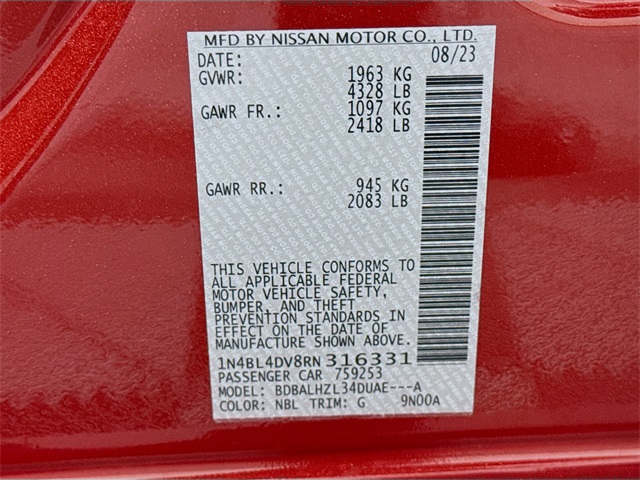 MFD BY NISSAN MOTOR CO., LTD.
DATE: 08/23
GVWR: 1963 KG
4328 LB
GAWR FR.: 1097 KG
2418 LB
GAWR RR.: 945 KG
2083 LB
THIS VEHICLE CONFORMS TO
ALL APPLICABLE FEDERAL
MOTOR VEHICLE SAFETY,
BUMPER, AND THEFT
PREVENTION STANDARDS IN
EFFECT ON THE DATE OF
MANUFACTURE SHOWN ABOVE.
1N4BL4DV8RN316331
PASSENGER CAR 759253
MODEL: BDBALHZL34DUAE---A
COLOR: NBL TRIM: G 9N00A